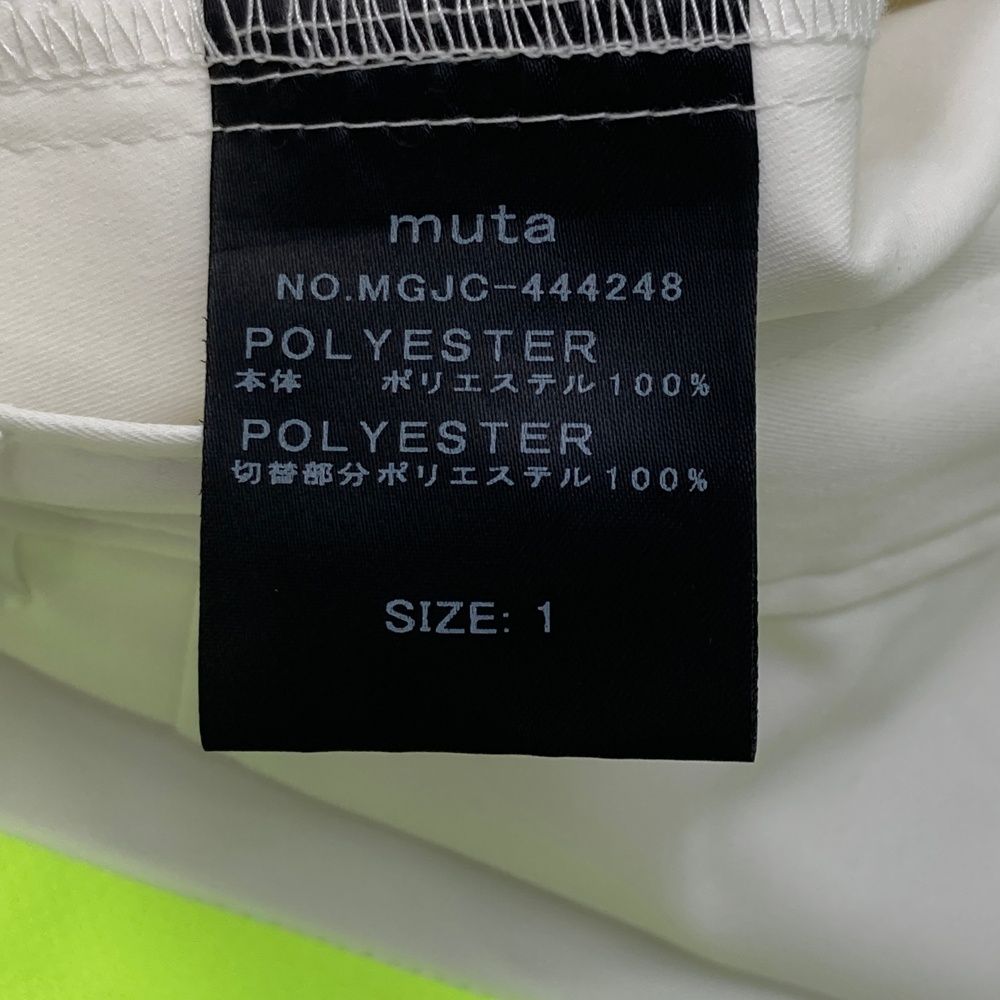 muta
NO.MGJC-444248
POLYESTER
本体 ポリエステル100%
POLYESTER
切替部分ポリエステル100%
SIZE: 1